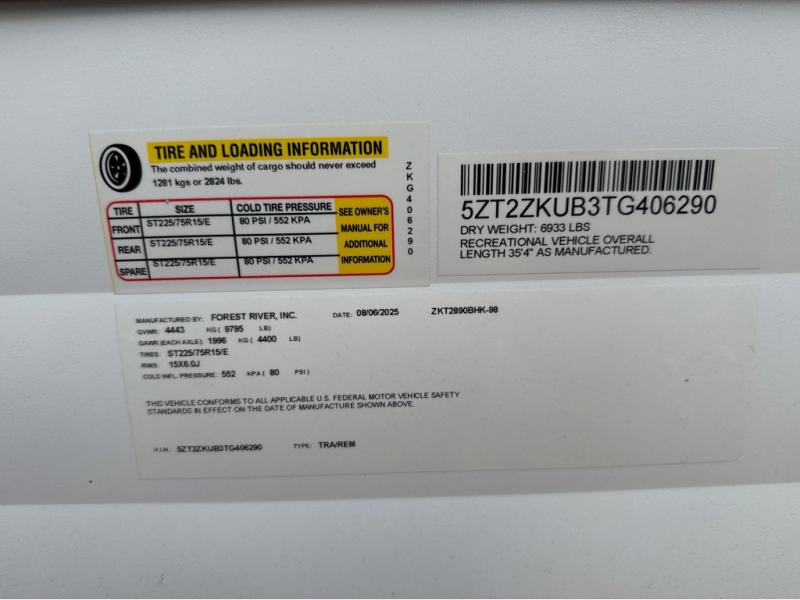 TIRE AND LOADING INFORMATION
The combined weight of cargo should never exceed
1281 kgs or 2824 lbs.
TIRE SIZE COLD TIRE PRESSURE
FRONT ST225/75R15/E 80 PSI / 552 KPA
REAR ST225/75R15/E 80 PSI / 552 KPA
SPARE ST225/75R15/E 80 PSI / 552 KPA
SEE OWNER'S
MANUAL FOR
ADDITIONAL
INFORMATION
ZKG406290
5ZT2ZKUB3TG406290
DRY WEIGHT: 6933 LBS
RECREATIONAL VEHICLE OVERALL
LENGTH 35'4" AS MANUFACTURED.
MANUFACTURED BY: FOREST RIVER, INC. DATE: 08/06/2025 ZKT2890BHK-98
GVWR: 4443 KG ( 9795 LB)
GAWR (EACH AXLE): 1996 KG ( 4400 LB)
TIRES: ST225/75R15/E
RIMS: 15X6.0J
COLD INFL. PRESSURE: 552 KPA ( 80 PSI )
THIS VEHICLE CONFORMS TO ALL APPLICABLE U.S. FEDERAL MOTOR VEHICLE SAFETY
STANDARDS IN EFFECT ON THE DATE OF MANUFACTURE SHOWN ABOVE.
V.I.N.: 5ZT2ZKUB3TG406290 TYPE: TRA/REM